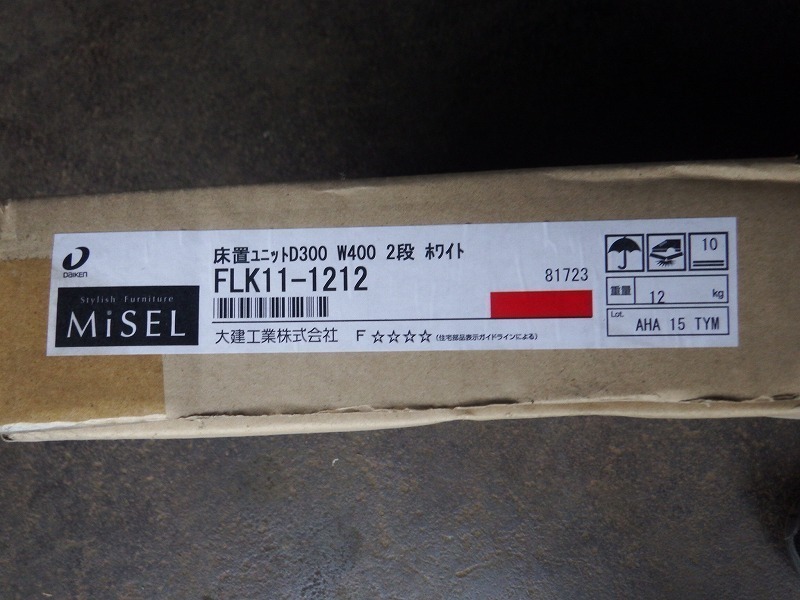 DAIKEN
Stylish Furniture
MiSEL
床置ユニットD300 W400 2段 ホワイト
FLK11-1212
81723
大建工業株式会社 F☆☆☆☆(住宅部品表示ガイドラインによる)
10
重量 12 kg
Lot. AHA 15 TYM